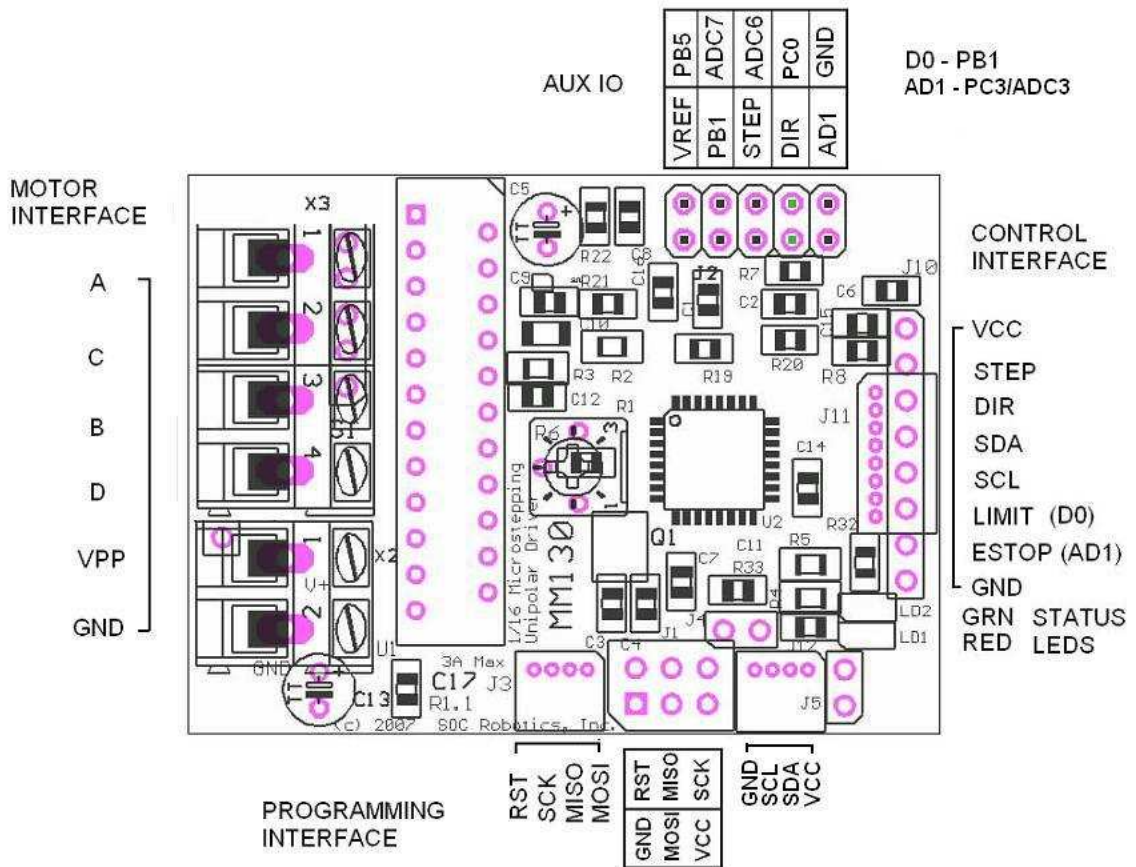 AUX IO
PB5 ADC7 ADC6 PC0 GND
VREF PB1 STEP DIR AD1
D0 - PB1
AD1 - PC3/ADC3
MOTOR
INTERFACE
A
C
B
D
VPP
GND
CONTROL
INTERFACE
VCC
STEP
DIR
SDA
SCL
LIMIT (D0)
ESTOP (AD1)
GND
GRN STATUS
RED LEDS
X3
1
2
3
4
1
X2
V+
2
GND
U1
TT
C13
C17
R1.1
3A Max
(c) 2007 SOC Robotics, Inc.
1/16 Microstepping
Unipolar Driver
MM130
C5
TT
R22
C8
C9
R21
C10
R3
R2
C12
R1
R6
3
1
J2
C1
R19
R7
C2
R20
C6
C15
R8
J10
J11
C14
R32
U2
Q1
C7
C11
R33
R5
R4
LD2
LD1
C3
C4
J1
J4
J12
J3
J5
PROGRAMMING
INTERFACE
RST
SCK
MISO
MOSI
RST MISO SCK
GND MOSI VCC
GND
SCL
SDA
VCC